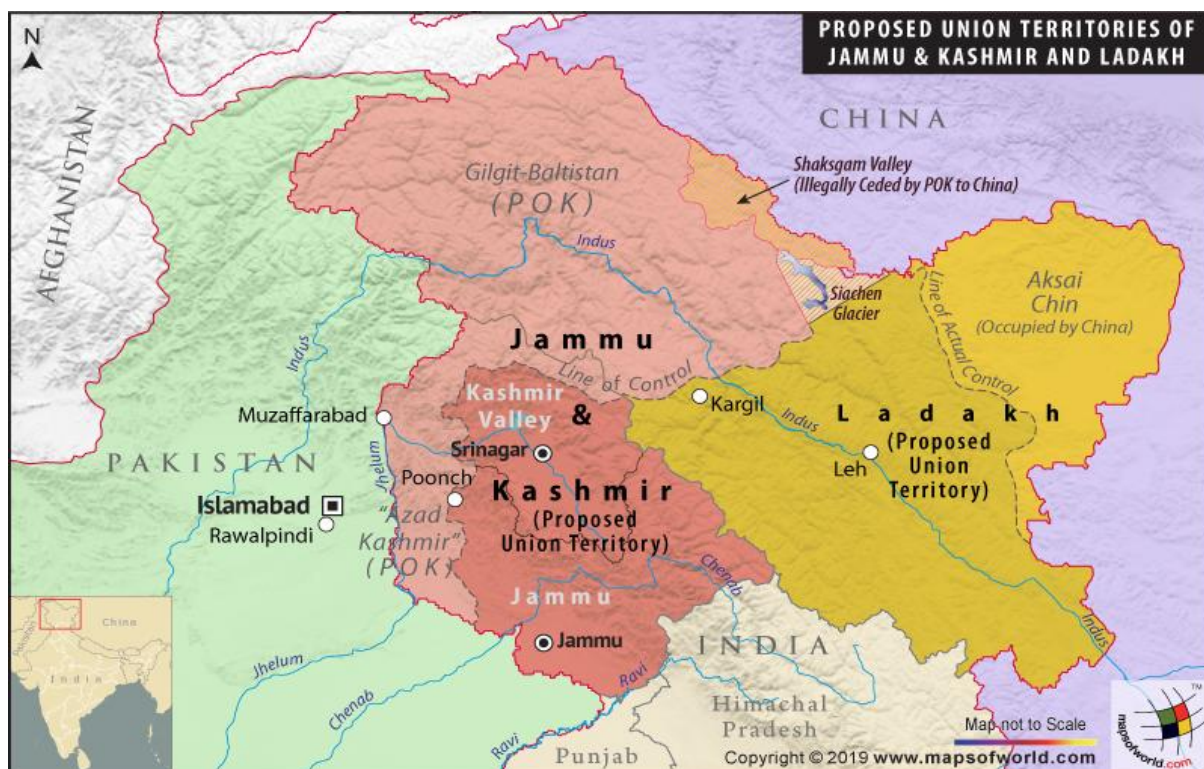 PROPOSED UNION TERRITORIES OF
JAMMU & KASHMIR AND LADAKH
N
AFGHANISTAN
CHINA
Shaksgam Valley
(Illegally Ceded by POK to China)
Gilgit-Baltistan
(POK)
Indus
Siachen
Glacier
Aksai
Chin
(Occupied by China)
Line of Actual Control
Indus
Jammu
Line of Control
Kashmir
Valley
&
Kargil
Indus
Ladakh
(Proposed
Union
Territory)
Leh
Muzaffarabad
Srinagar
PAKISTAN
Jhelum
Poonch
Kashmir
(Proposed
Union Territory)
Islamabad
Rawalpindi
"Azad
Kashmir"
(POK)
Chenab
Jammu
Jammu
INDIA
Indus
Jhelum
Chenab
Ravi
Ravi
Himachal
Pradesh
Punjab
Pakistan
China
India
Map not to Scale
Copyright © 2019 www.mapsofworld.com
mapsofworld.com
TM